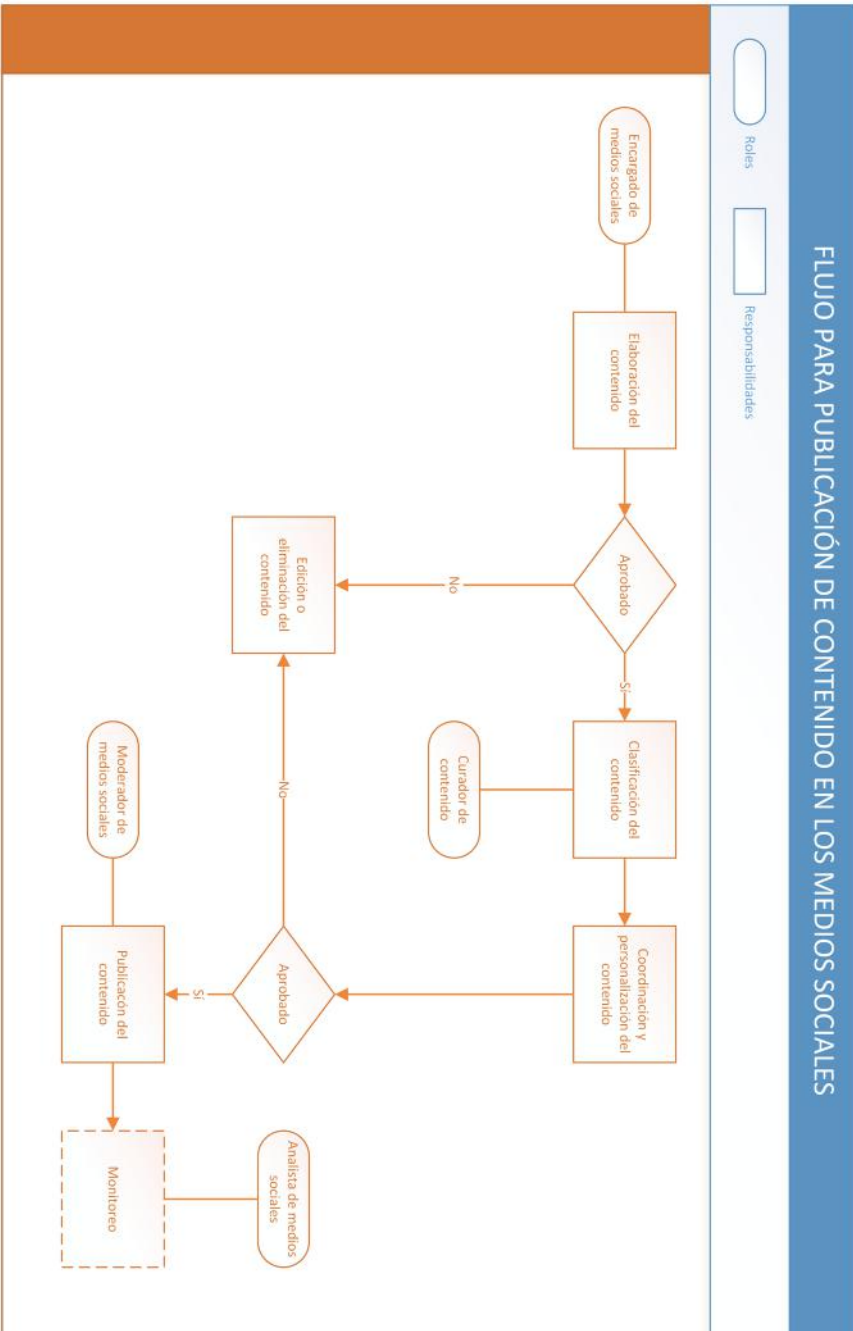 FLUJO PARA PUBLICACIÓN DE CONTENIDO EN LOS MEDIOS SOCIALES
Roles
Responsabilidades
Encargado de
medios sociales
Elaboración del
contenido
Aprobado
Sí
Clasificación del
contenido
Coordinación y
personalización del
contenido
Curador de
contenido
No
Edición o
eliminación del
contenido
No
Aprobado
Sí
Moderador de
medios sociales
Publicacón del
contenido
Monitoreo
Analista de medios
sociales